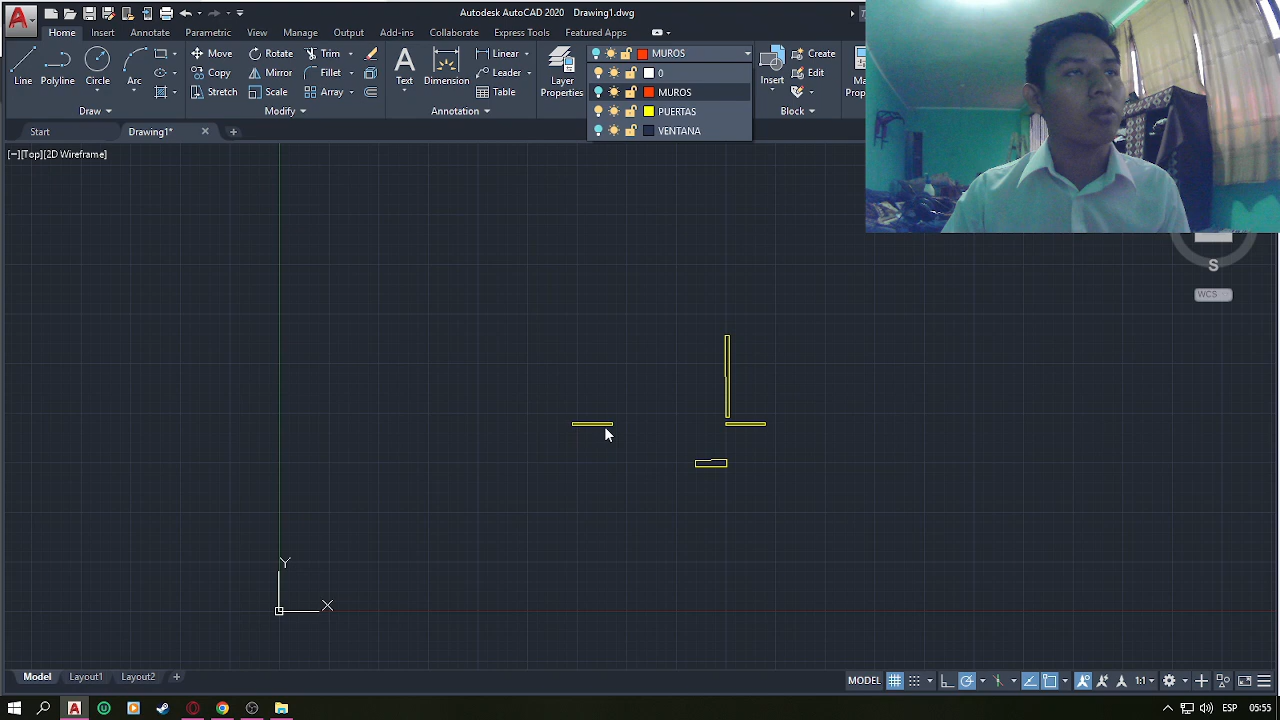 Autodesk AutoCAD 2020 Drawing1.dwg
Home Insert Annotate Parametric View Manage Output Add-ins Collaborate Express Tools Featured Apps
Line Polyline Circle Arc
Move Rotate Trim
Copy Mirror Fillet
Stretch Scale Array
Text Dimension
Linear
Leader
Table
Layer Properties
MUROS
0
MUROS
PUERTAS
VENTANA
Insert
Create
Edit
Draw Modify Annotation Block
Start Drawing1*
[−][Top][2D Wireframe]
S
WCS
Y
X
Model Layout1 Layout2
MODEL 1:1
ESP 05:55